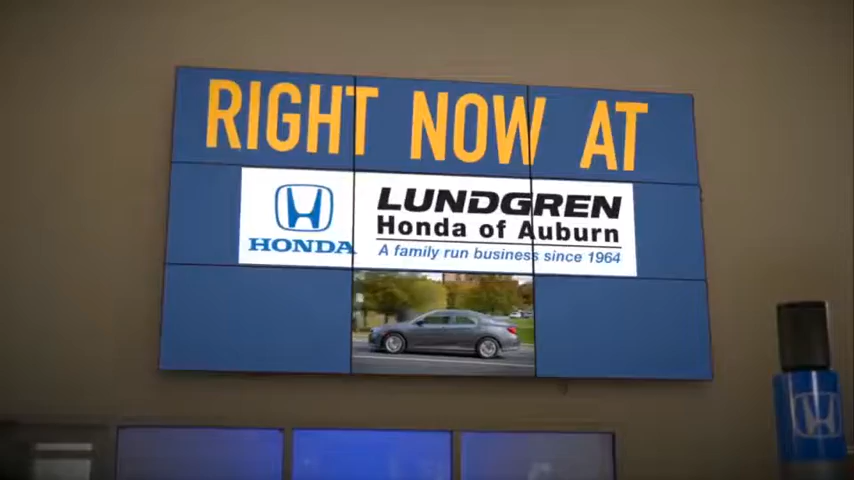 RIGHT NOW AT
LUNDGREN
Honda of Auburn
HONDA
A family run business since 1964